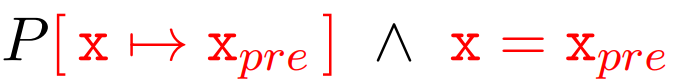 P[x ↦ x_pre] ∧ x = x_pre